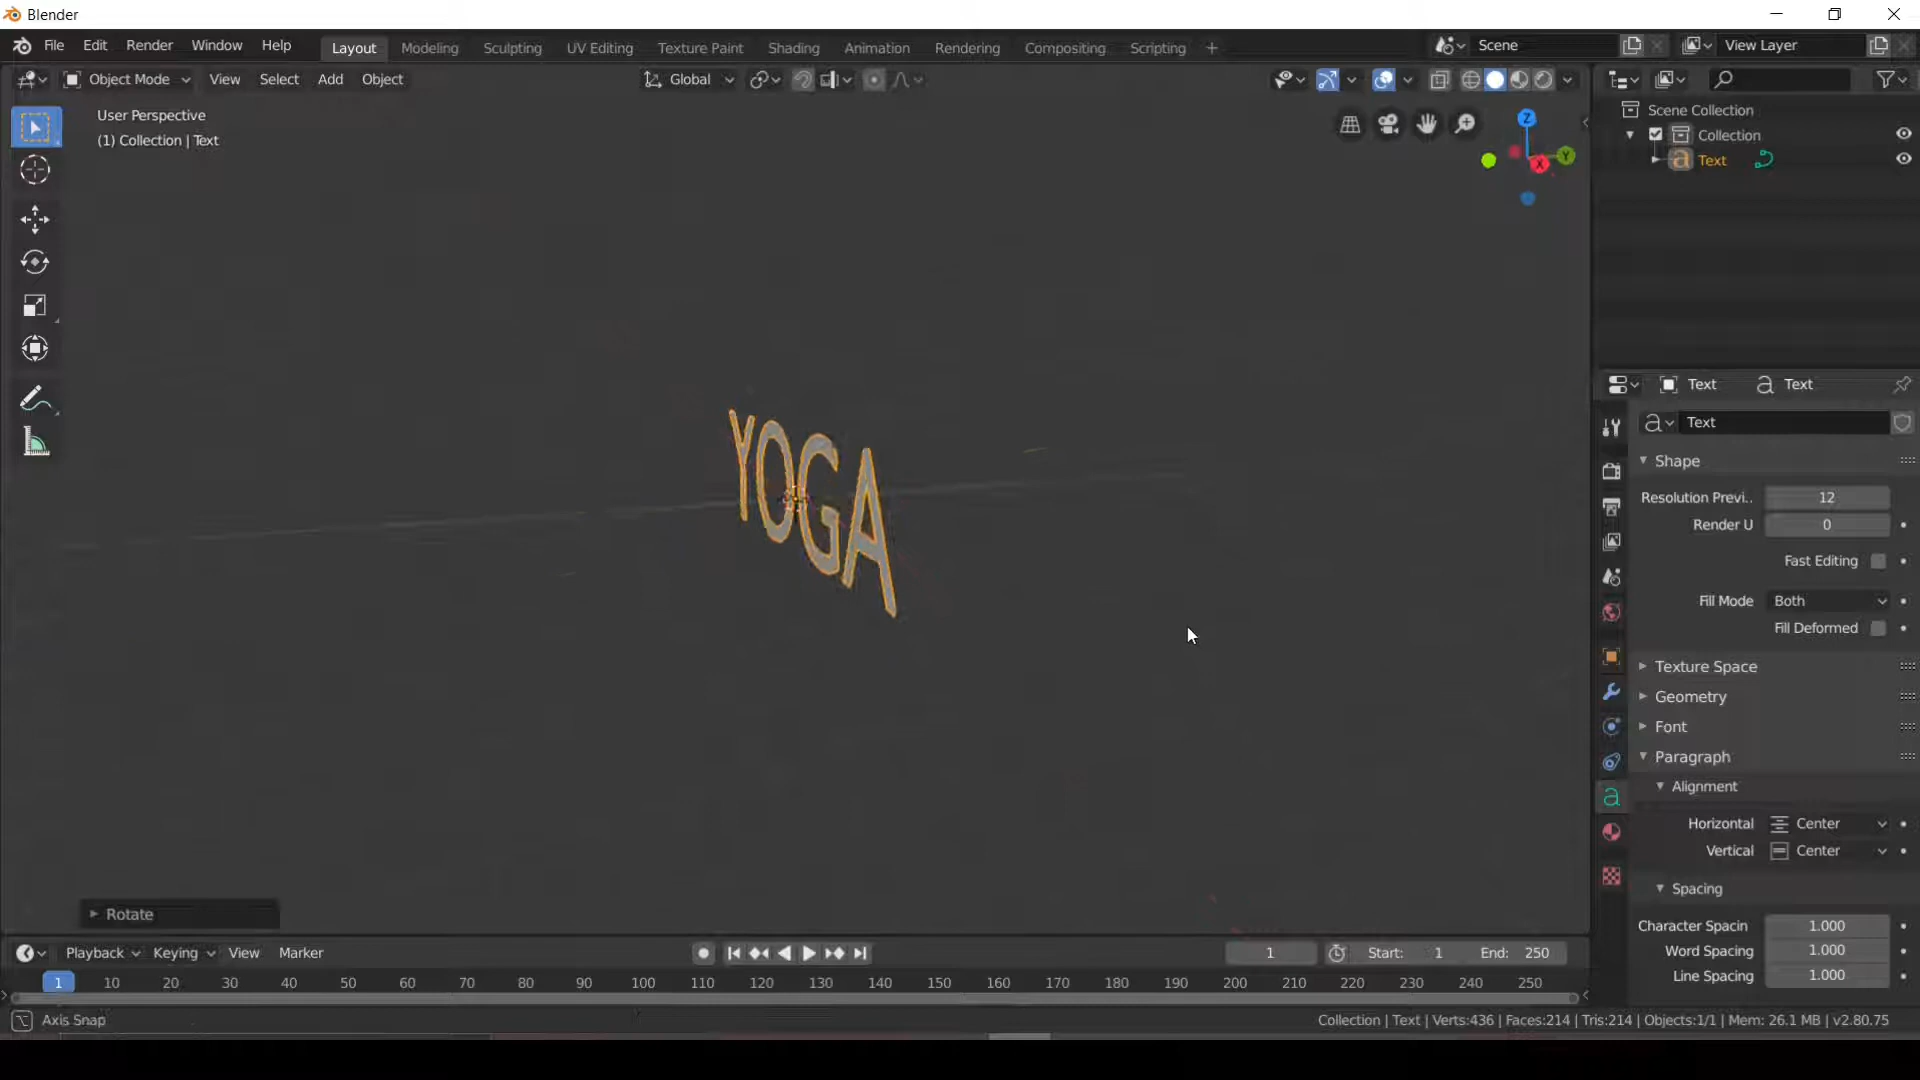 Blender
File Edit Render Window Help Layout Modeling Sculpting UV Editing Texture Paint Shading Animation Rendering Compositing Scripting + Scene View Layer
Object Mode View Select Add Object Global
User Perspective
(1) Collection | Text
Z
Y
X
YOGA
Scene Collection
Collection
Text
Text Text
Text
Shape
Resolution Previ.. 12
Render U 0
Fast Editing
Fill Mode Both
Fill Deformed
Texture Space
Geometry
Font
Paragraph
Alignment
Horizontal Center
Vertical Center
Spacing
Character Spacin 1.000
Word Spacing 1.000
Line Spacing 1.000
Rotate
Playback Keying View Marker 1 Start: 1 End: 250
1 10 20 30 40 50 60 70 80 90 100 110 120 130 140 150 160 170 180 190 200 210 220 230 240 250
Axis Snap
Collection | Text | Verts:436 | Faces:214 | Tris:214 | Objects:1/1 | Mem: 26.1 MB | v2.80.75